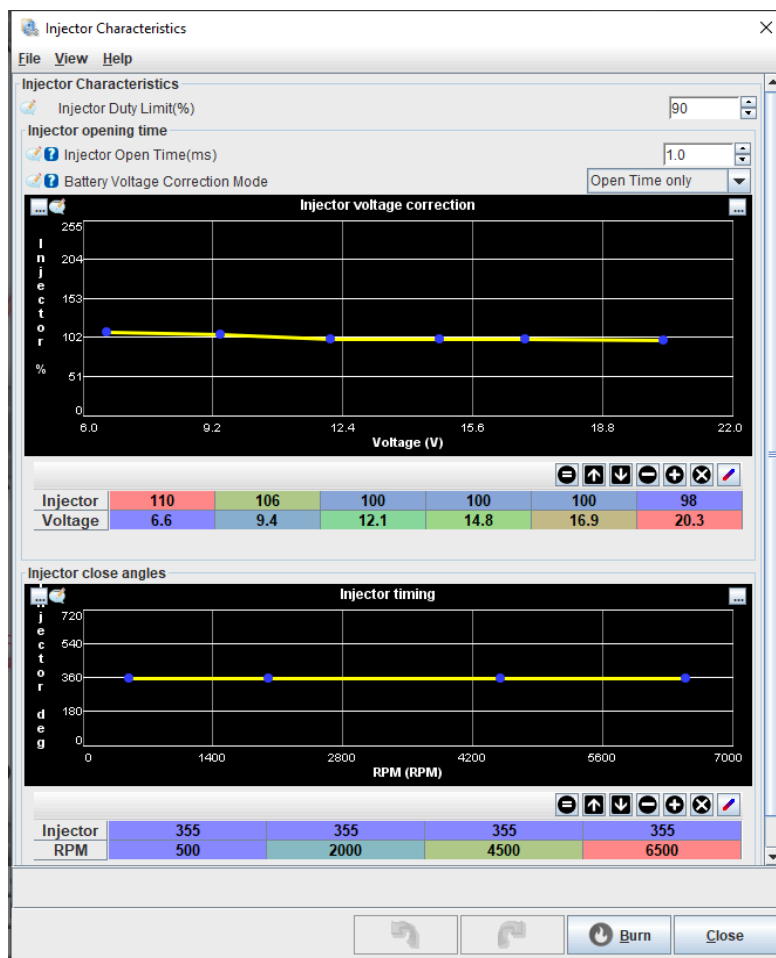 Injector Characteristics
File View Help
Injector Characteristics
Injector Duty Limit(%) 90
Injector opening time
Injector Open Time(ms) 1.0
Battery Voltage Correction Mode Open Time only
... Injector voltage correction ...
Injector %
255
204
153
102
51
0
6.0 9.2 12.4 15.6 18.8 22.0
Voltage (V)
Injector 110 106 100 100 100 98
Voltage 6.6 9.4 12.1 14.8 16.9 20.3
Injector close angles
... Injector timing ...
jector deg
720
540
360
180
0
0 1400 2800 4200 5600 7000
RPM (RPM)
Injector 355 355 355 355
RPM 500 2000 4500 6500
Burn Close